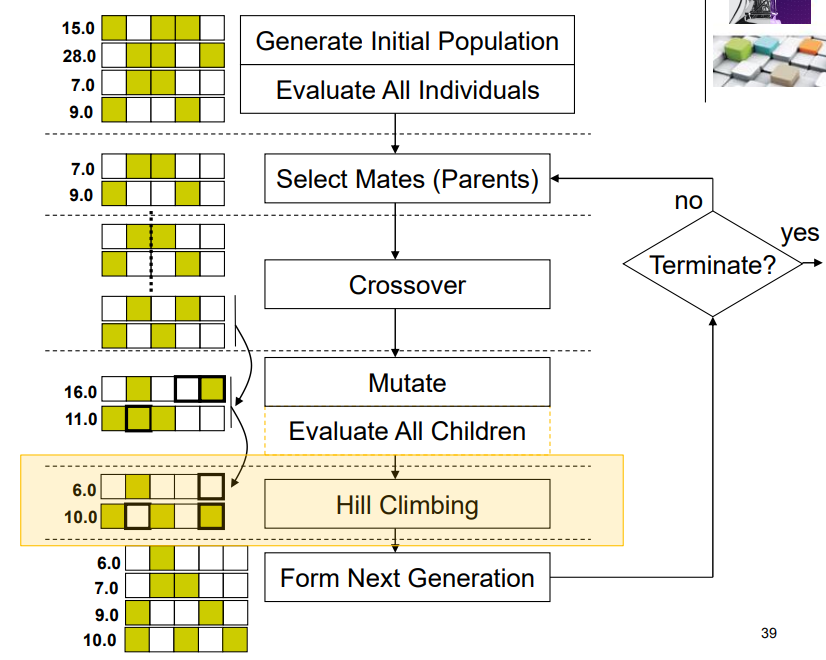 15.0
28.0
7.0
9.0
Generate Initial Population
Evaluate All Individuals
7.0
9.0
Select Mates (Parents)
no
yes
Terminate?
Crossover
16.0
11.0
Mutate
Evaluate All Children
6.0
10.0
Hill Climbing
6.0
7.0
9.0
10.0
Form Next Generation
39